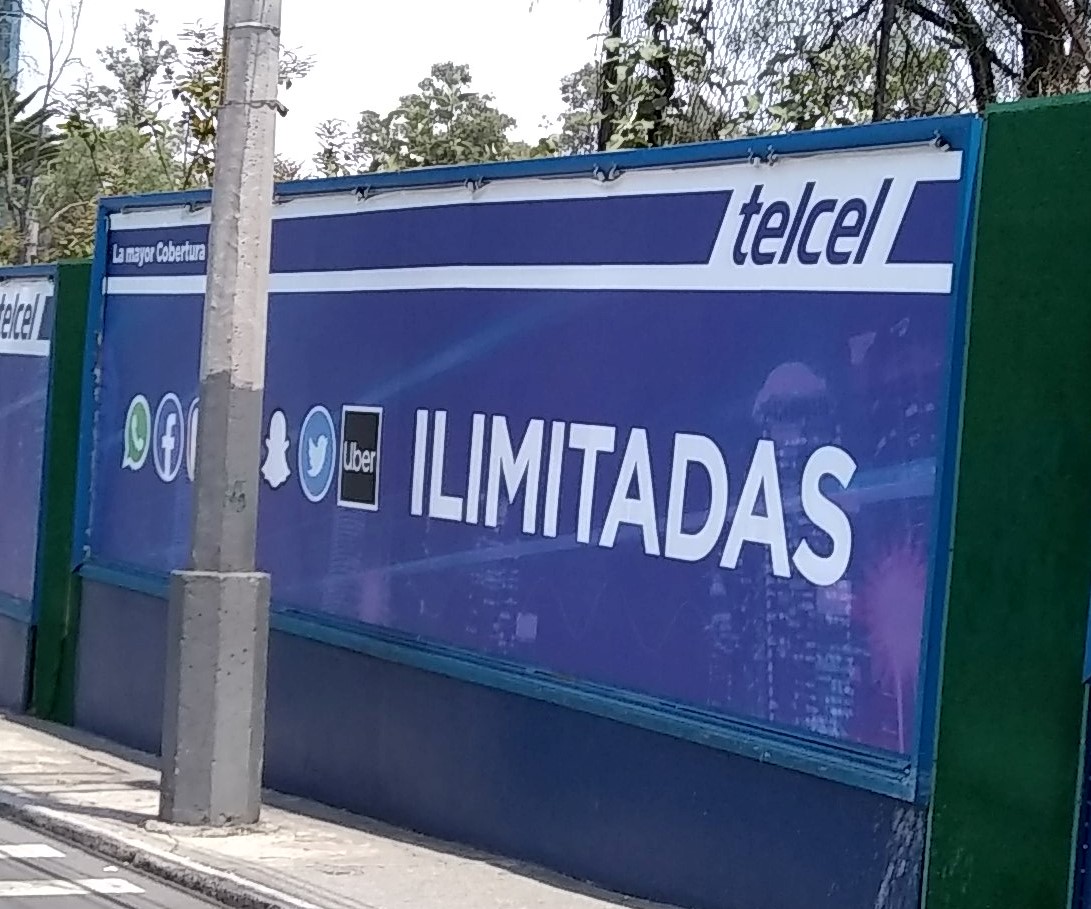 La mayor Cobertura
telcel
telcel
Uber
ILIMITADAS